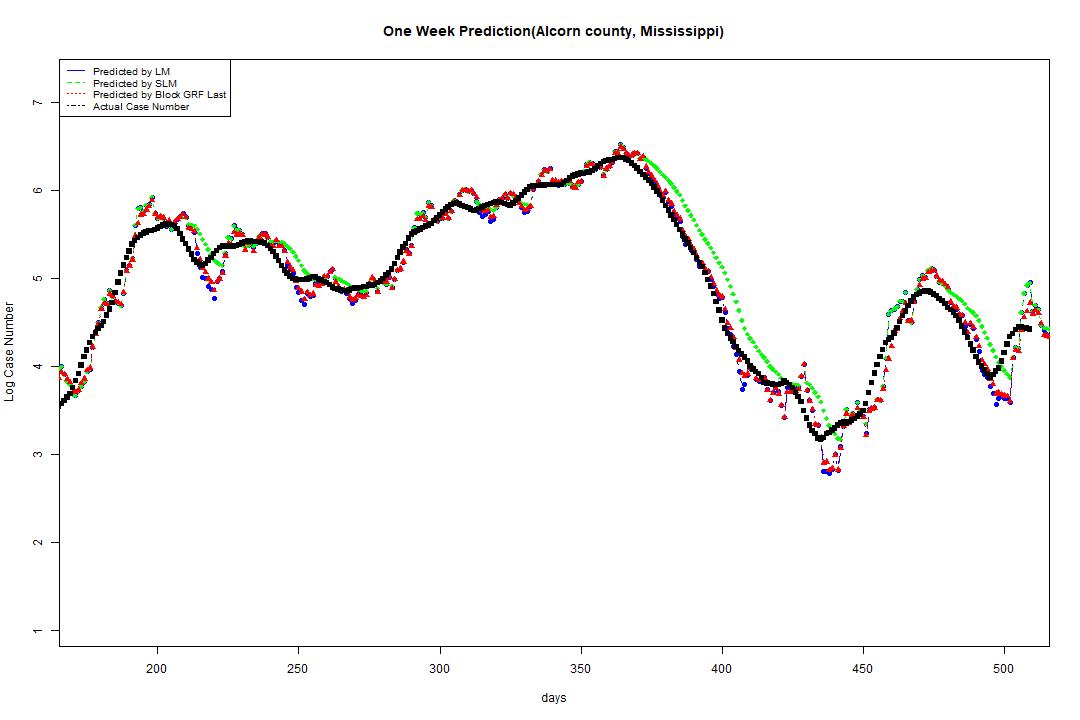 One Week Prediction(Alcorn county, Mississippi)
Predicted by LM
Predicted by SLM
Predicted by Block GRF Last
Actual Case Number
7
6
5
4
3
2
1
Log Case Number
200 250 300 350 400 450 500
days